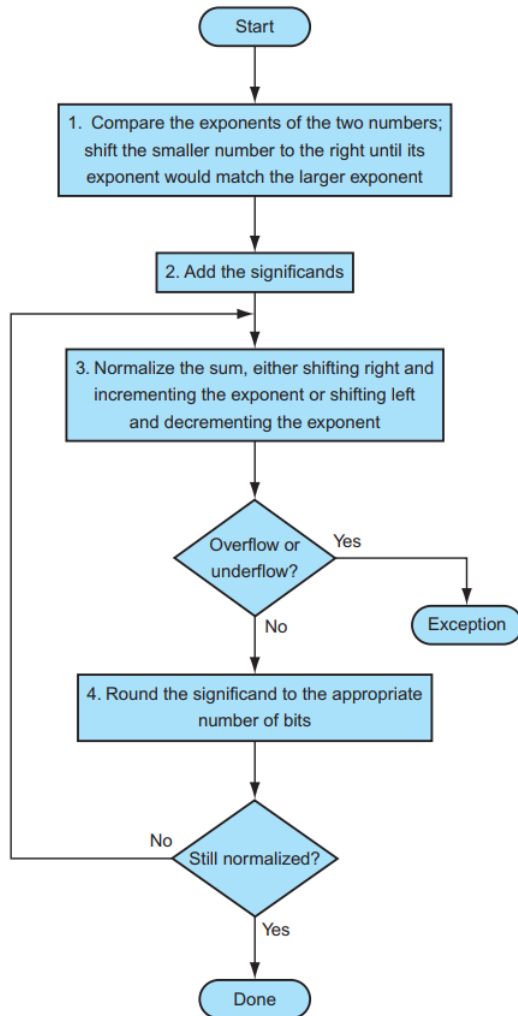 Start
1. Compare the exponents of the two numbers;
shift the smaller number to the right until its
exponent would match the larger exponent
2. Add the significands
3. Normalize the sum, either shifting right and
incrementing the exponent or shifting left
and decrementing the exponent
Overflow or
underflow?
Yes
Exception
No
4. Round the significand to the appropriate
number of bits
No
Still normalized?
Yes
Done